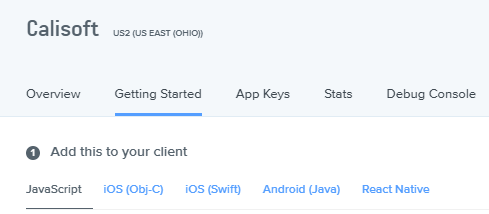 Calisoft US2 (US EAST (OHIO))
Overview Getting Started App Keys Stats Debug Console
1 Add this to your client
JavaScript iOS (Obj-C) iOS (Swift) Android (Java) React Native